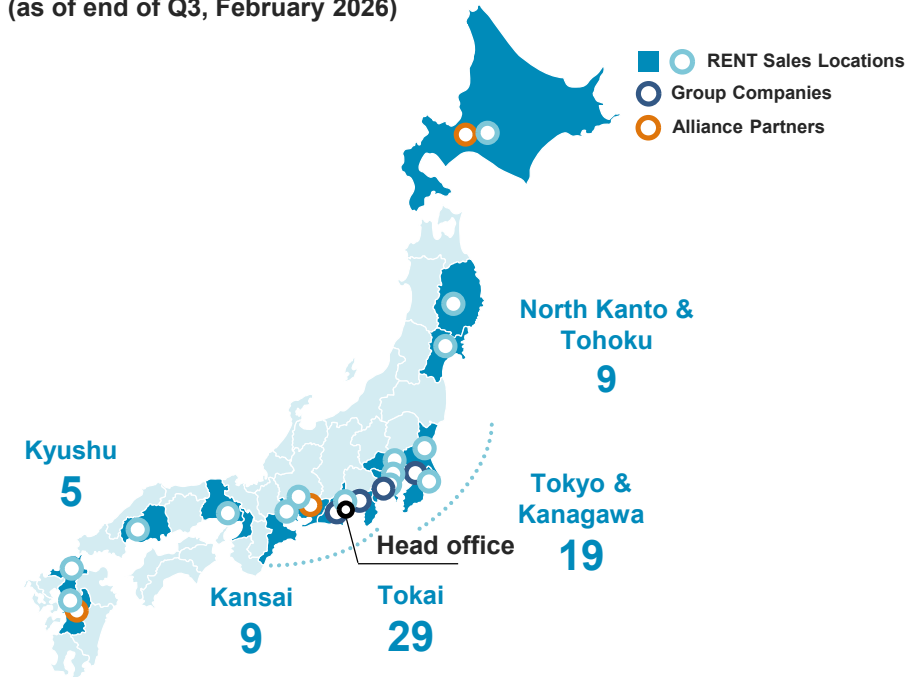 (as of end of Q3, February 2026)
RENT Sales Locations
Group Companies
Alliance Partners
North Kanto &
Tohoku
9
Kyushu
5
Tokyo &
Kanagawa
19
Head office
Kansai
9
Tokai
29